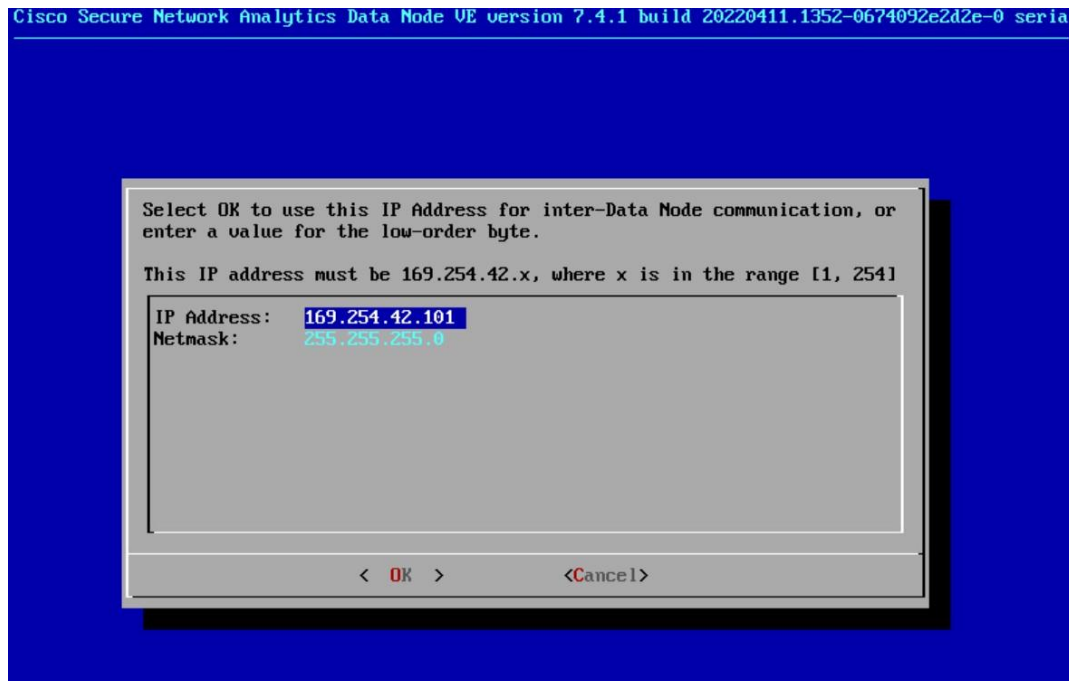 Cisco Secure Network Analytics Data Node VE version 7.4.1 build 20220411.1352-0674092e2d2e-0 seria
Select OK to use this IP Address for inter-Data Node communication, or
enter a value for the low-order byte.
This IP address must be 169.254.42.x, where x is in the range [1, 254]
IP Address: 169.254.42.101
Netmask: 255.255.255.0
< OK > <Cancel>